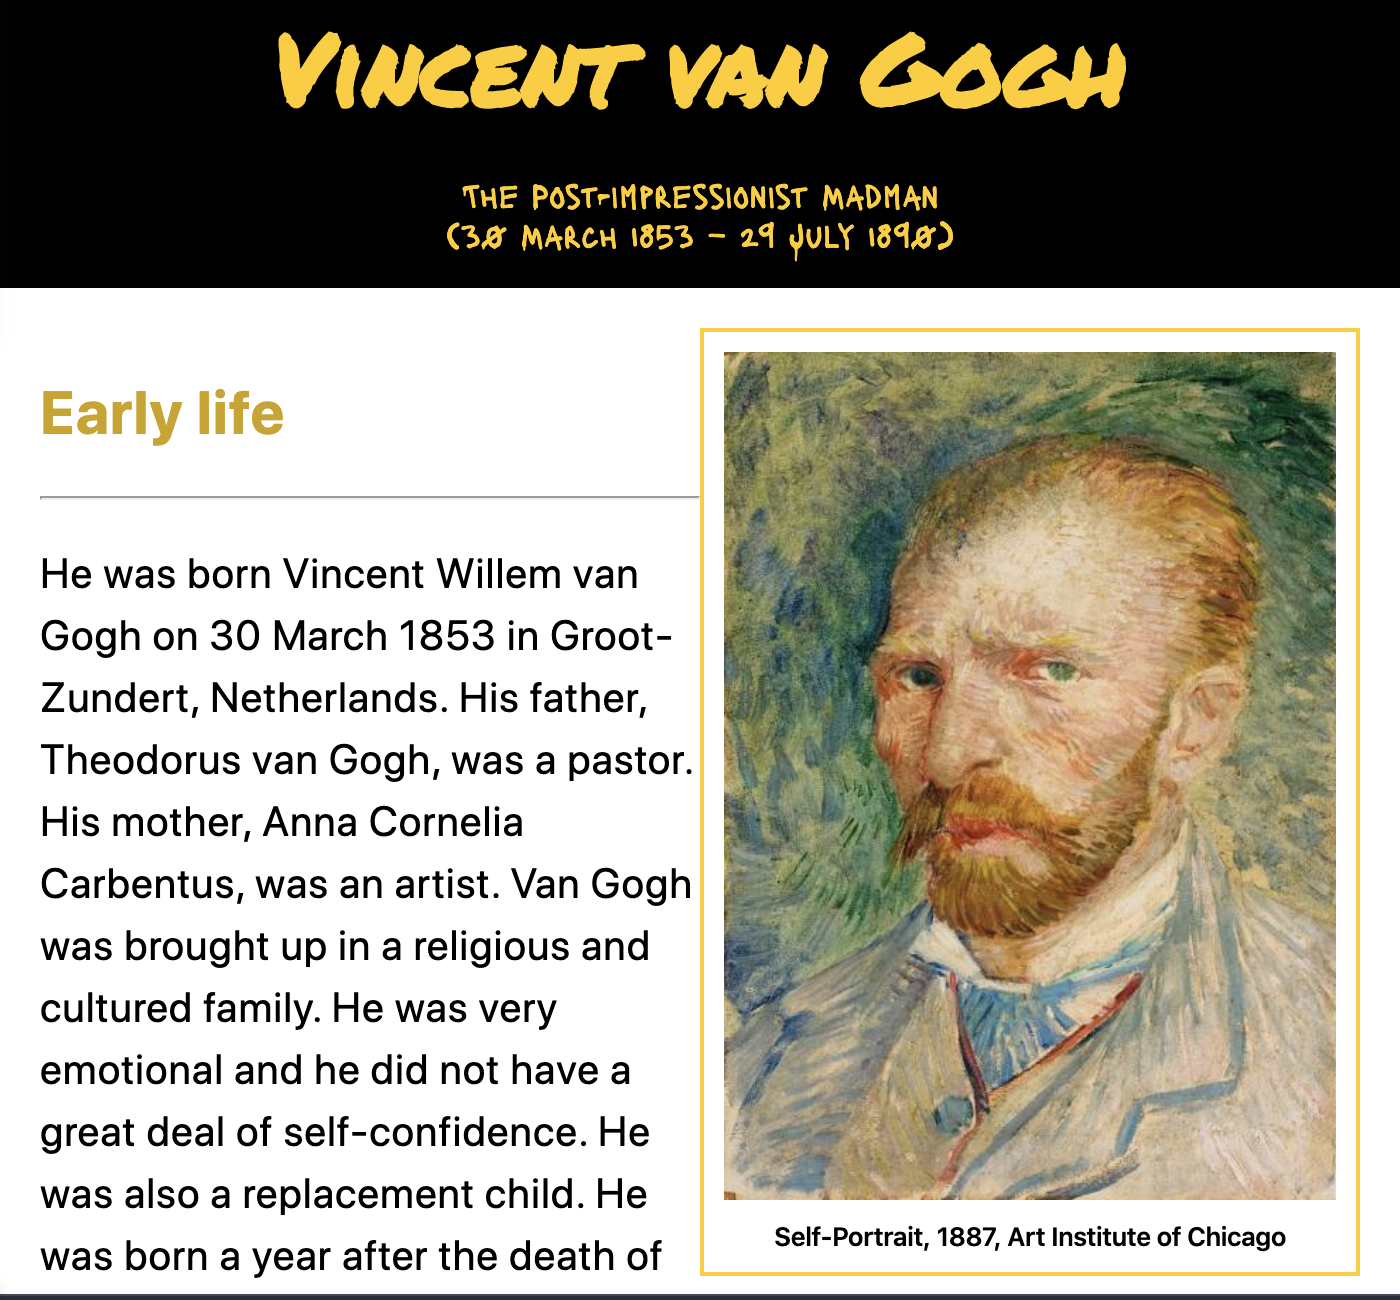 Vincent van Gogh
The Post-Impressionist Madman
(30 March 1853 - 29 July 1890)
Early life
He was born Vincent Willem van
Gogh on 30 March 1853 in Groot-
Zundert, Netherlands. His father,
Theodorus van Gogh, was a pastor.
His mother, Anna Cornelia
Carbentus, was an artist. Van Gogh
was brought up in a religious and
cultured family. He was very
emotional and he did not have a
great deal of self-confidence. He
was also a replacement child. He
was born a year after the death of
Self-Portrait, 1887, Art Institute of Chicago